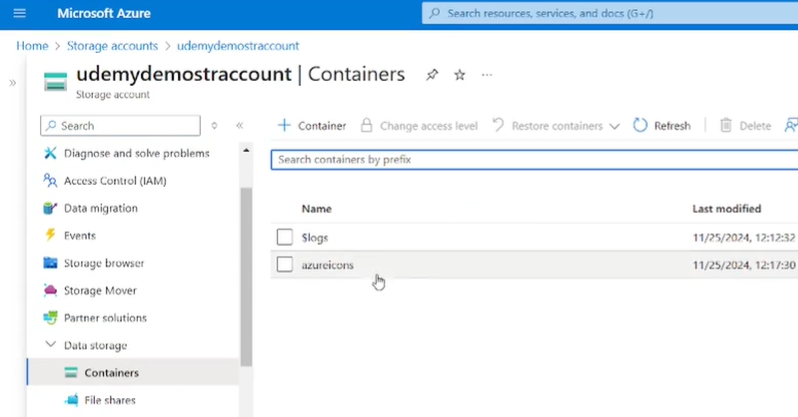 Microsoft Azure
Search resources, services, and docs (G+/)
Home > Storage accounts > udemydemostraccount
udemydemostraccount | Containers
Storage account
Search
Diagnose and solve problems
Access Control (IAM)
Data migration
Events
Storage browser
Storage Mover
Partner solutions
Data storage
Containers
File shares
+ Container
Change access level
Restore containers
Refresh
Delete
Search containers by prefix
Name Last modified
$logs 11/25/2024, 12:12:32
azureicons 11/25/2024, 12:17:30